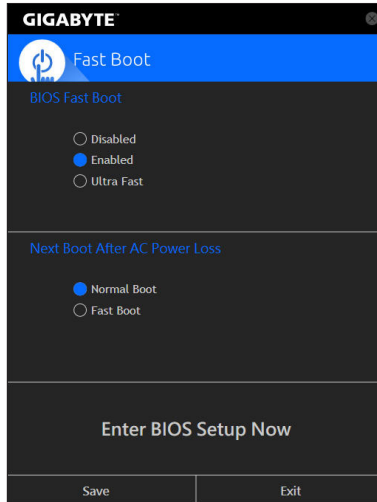 GIGABYTE™
Fast Boot
BIOS Fast Boot
Disabled
Enabled
Ultra Fast
Next Boot After AC Power Loss
Normal Boot
Fast Boot
Enter BIOS Setup Now
Save Exit